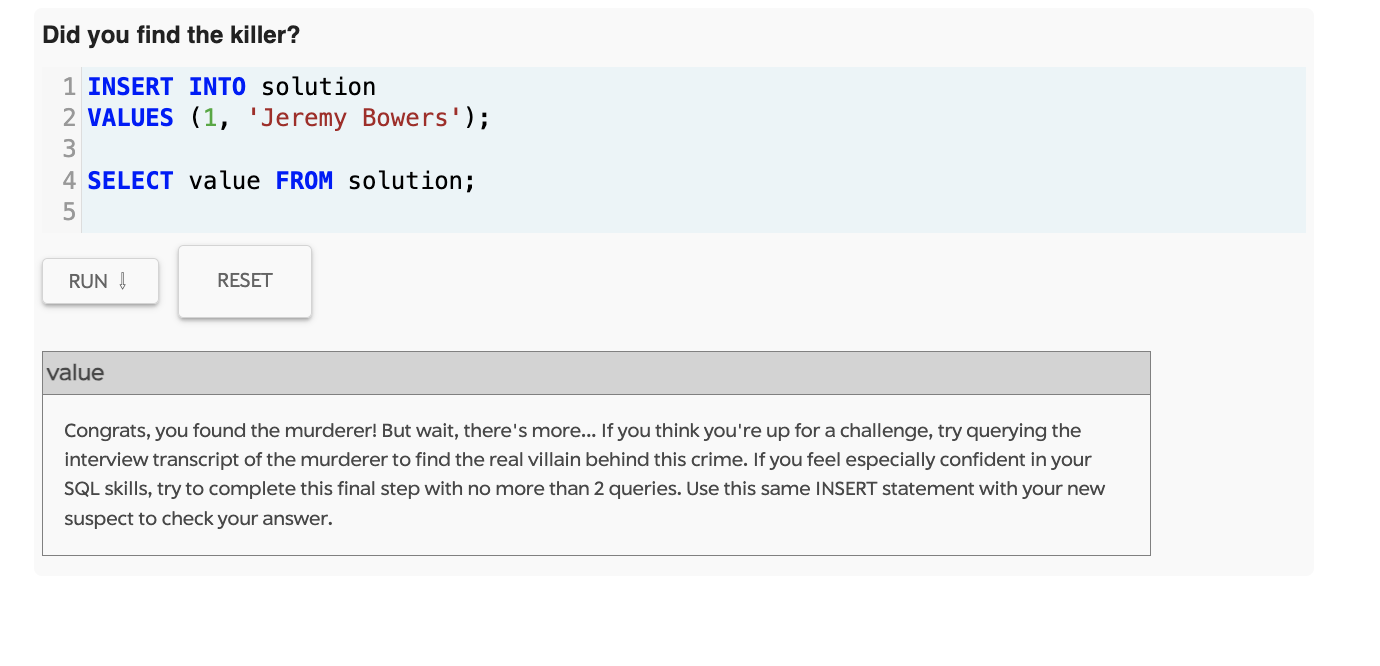 Did you find the killer?
1 INSERT INTO solution
2 VALUES (1, 'Jeremy Bowers');
3
4 SELECT value FROM solution;
5
RUN ⇩
RESET
value
Congrats, you found the murderer! But wait, there's more... If you think you're up for a challenge, try querying the
interview transcript of the murderer to find the real villain behind this crime. If you feel especially confident in your
SQL skills, try to complete this final step with no more than 2 queries. Use this same INSERT statement with your new
suspect to check your answer.